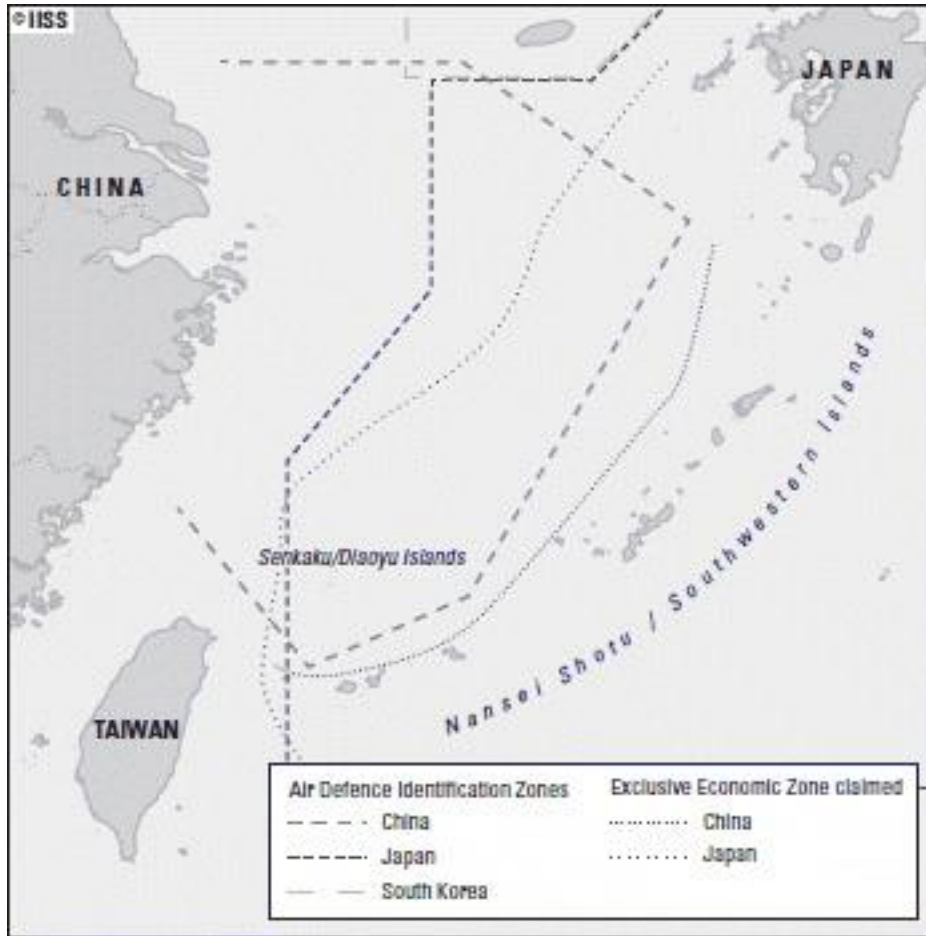 ©IISS
JAPAN
CHINA
Senkaku/Diaoyu Islands
Nansei Shotu / Southwestern Islands
TAIWAN
Air Defence Identification Zones
China
Japan
South Korea
Exclusive Economic Zone claimed
China
Japan